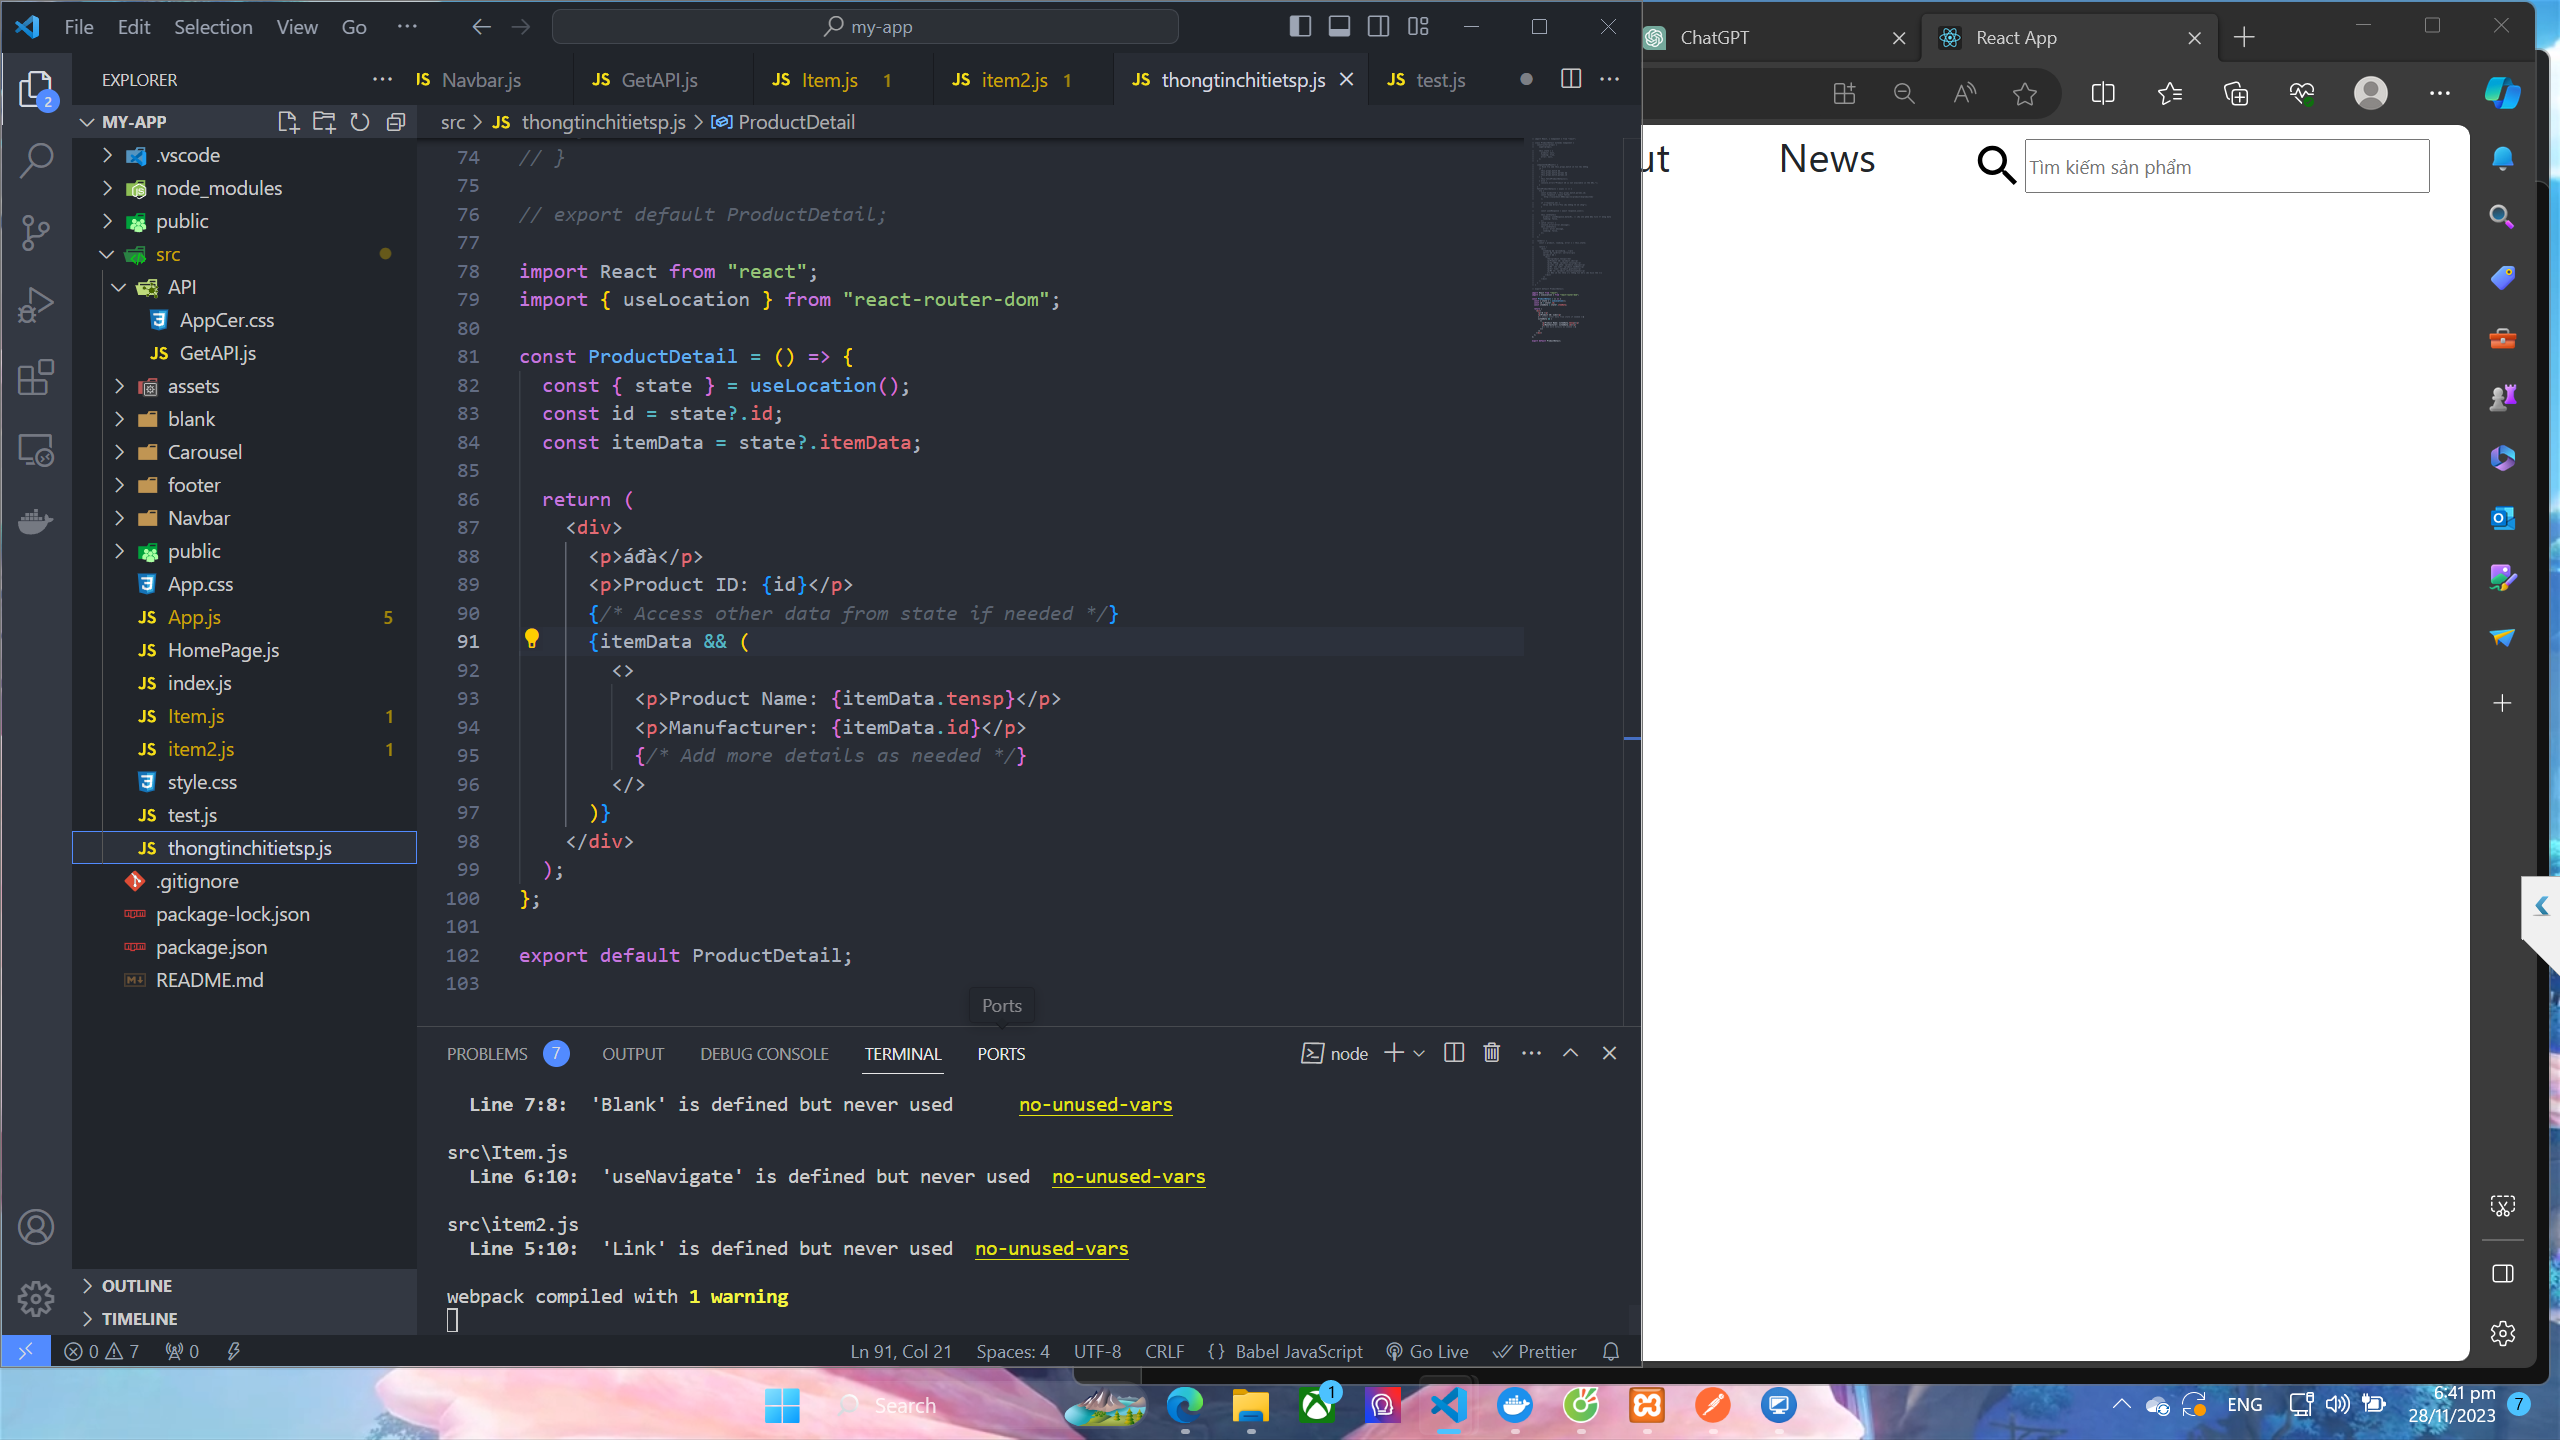 File Edit Selection View Go ··· my-app
EXPLORER
MY-APP
.vscode
node_modules
public
src
API
AppCer.css
GetAPI.js
assets
blank
Carousel
footer
Navbar
public
App.css
App.js 5
HomePage.js
index.js
Item.js 1
item2.js 1
style.css
test.js
thongtinchitietsp.js
.gitignore
package-lock.json
package.json
README.md
OUTLINE
TIMELINE
2
Navbar.js GetAPI.js Item.js 1 item2.js 1 thongtinchitietsp.js test.js
src > JS thongtinchitietsp.js > ProductDetail
74 // }
75
76 // export default ProductDetail;
77
78 import React from "react";
79 import { useLocation } from "react-router-dom";
80
81 const ProductDetail = () => {
82 const { state } = useLocation();
83 const id = state?.id;
84 const itemData = state?.itemData;
85
86 return (
87 <div>
88 <p>áđà</p>
89 <p>Product ID: {id}</p>
90 {/* Access other data from state if needed */}
91 {itemData && (
92 <>
93 <p>Product Name: {itemData.tensp}</p>
94 <p>Manufacturer: {itemData.id}</p>
95 {/* Add more details as needed */}
96 </>
97 )}
98 </div>
99 );
100 };
101
102 export default ProductDetail;
103
Ports
PROBLEMS 7 OUTPUT DEBUG CONSOLE TERMINAL PORTS node
Line 7:8: 'Blank' is defined but never used no-unused-vars
src\Item.js
Line 6:10: 'useNavigate' is defined but never used no-unused-vars
src\item2.js
Line 5:10: 'Link' is defined but never used no-unused-vars
webpack compiled with 1 warning
0 7 0 Ln 91, Col 21 Spaces: 4 UTF-8 CRLF {} Babel JavaScript Go Live Prettier
ChatGPT React App
ut News Tìm kiếm sản phẩm
Search 1 ENG 6:41 pm 7
28/11/2023